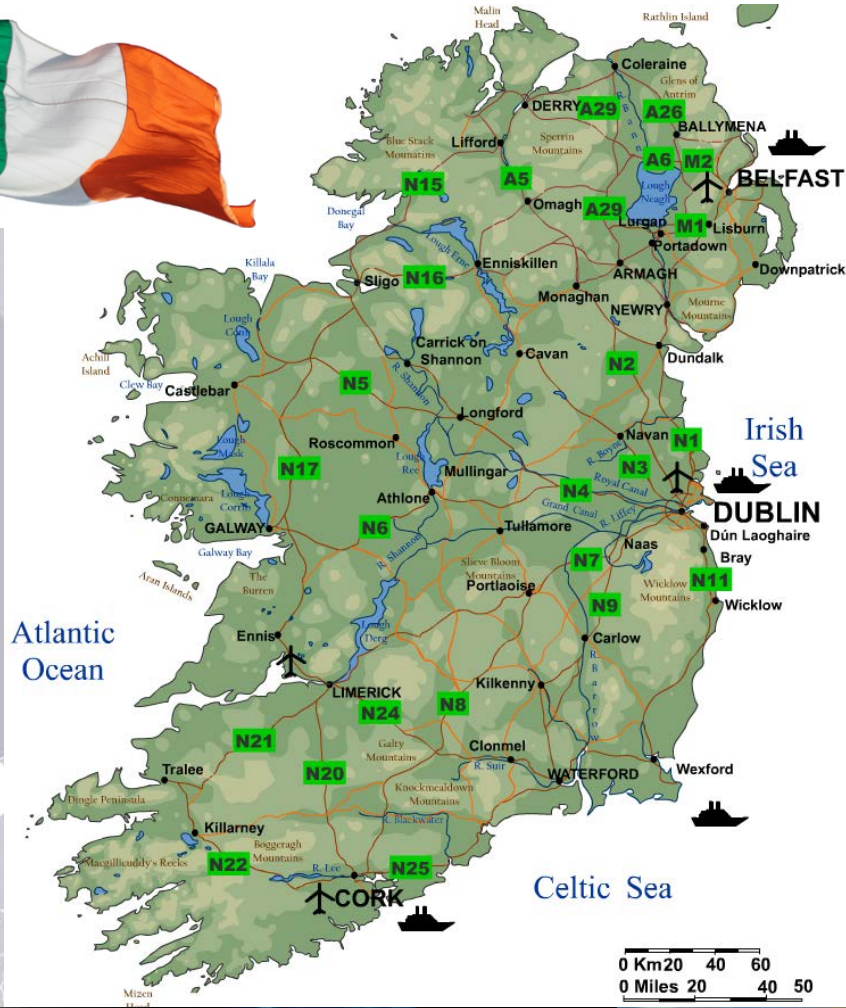 Malin
Head
Rathlin Island
Coleraine
Glens of
Antrim
DERRY
A29
R. Bann
A26
BALLYMENA
Lifford
Sperrin
Mountains
Blue Stack
Mounatins
A6
M2
N15
A5
BELFAST
Lough
Neagh
Omagh
A29
Donegal
Bay
Lurgap
M1
Lisburn
Portadown
Lough Erne
Killala
Bay
Enniskillen
ARMAGH
Downpatrick
Sligo
N16
Monaghan
NEWRY
Mourne
Mountains
Lough
Conn
Carrick on
Shannon
Cavan
Dundalk
Achill
Island
N2
Clew Bay
Castlebar
N5
R. Shannon
Longford
Irish
Sea
Roscommon
Navan
N1
Lough
Mask
Lough
Ree
R. Boyne
N3
N17
Mullingar
Connemara
Lough
Corrib
Athlone
N4
Royal Canal
DUBLIN
GALWAY
N6
Grand Canal
R. Liffey
Tullamore
Dún Laoghaire
Galway Bay
R. Shannon
Naas
Bray
N7
Aran Islands
The
Burren
Slieve Bloom
Mountains
Portlaoise
Wicklow
Mountains
N11
N9
Wicklow
Atlantic
Ocean
Ennis
Lough
Derg
Carlow
R. Barrow
LIMERICK
Kilkenny
N24
N8
N21
Galty
Mountains
Clonmel
R. Suir
Tralee
N20
WATERFORD
Wexford
Dingle Peninsula
Knockmealdown
Mountains
R. Blackwater
Killarney
Boggeragh
Mountains
Macgillicuddy's Reeks
N22
R. Lee
N25
CORK
Celtic Sea
0 Km 20 40 60
0 Miles 20 40 50
Mizen
Head